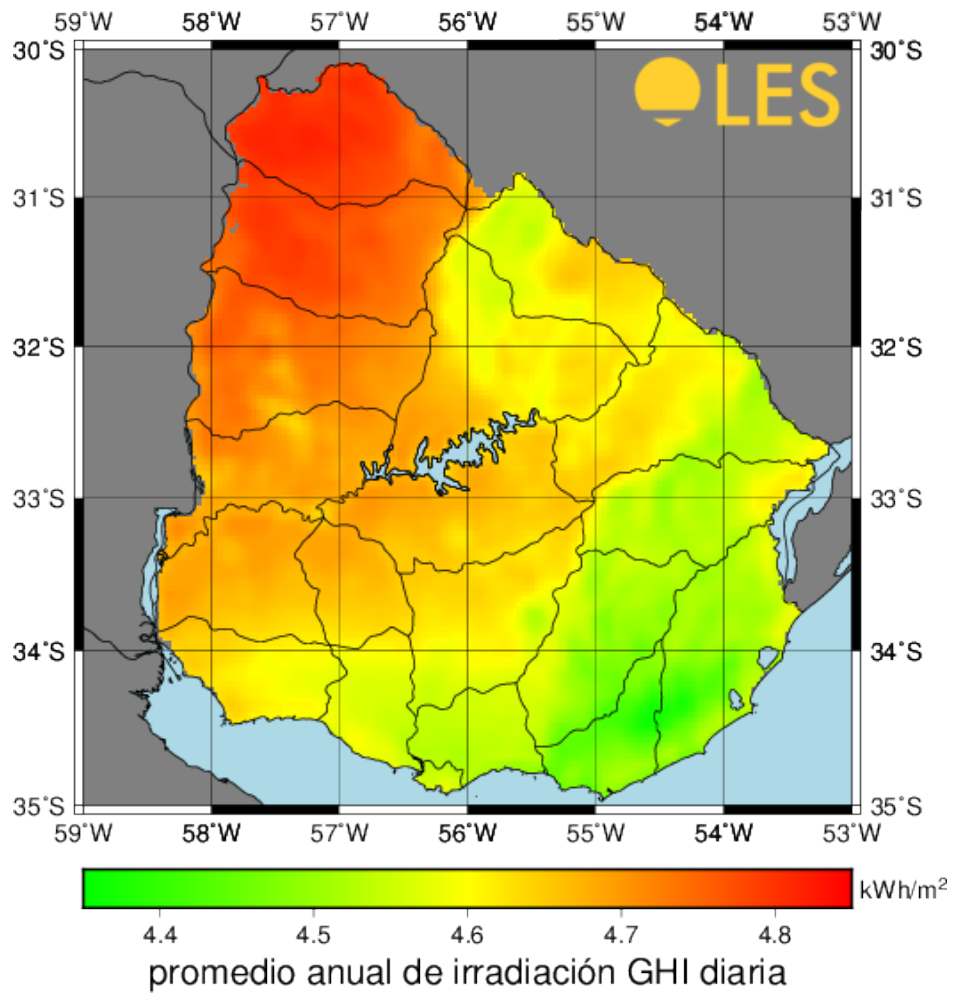 59°W 58°W 57°W 56°W 55°W 54°W 53°W
30°S 30°S
LES
31°S 31°S
32°S 32°S
33°S 33°S
34°S 34°S
35°S 35°S
59°W 58°W 57°W 56°W 55°W 54°W 53°W
kWh/m²
4.4 4.5 4.6 4.7 4.8
promedio anual de irradiación GHI diaria